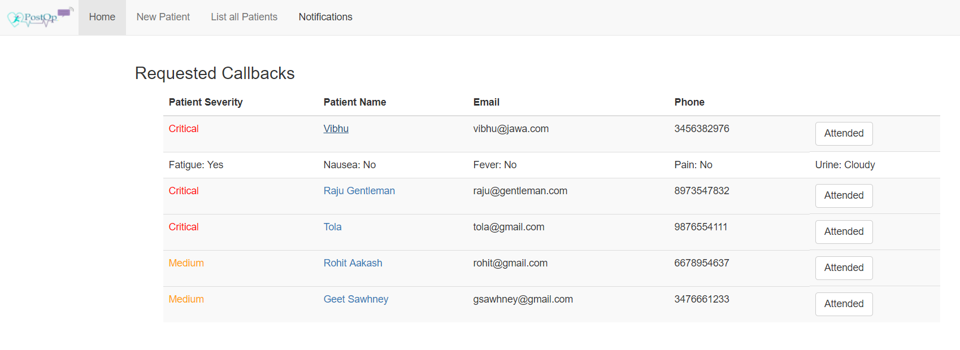 PostOp Home New Patient List all Patients Notifications
Requested Callbacks
Patient Severity Patient Name Email Phone
Critical Vibhu vibhu@jawa.com 3456382976 Attended
Fatigue: Yes Nausea: No Fever: No Pain: No Urine: Cloudy
Critical Raju Gentleman raju@gentleman.com 8973547832 Attended
Critical Tola tola@gmail.com 9876554111 Attended
Medium Rohit Aakash rohit@gmail.com 6678954637 Attended
Medium Geet Sawhney gsawhney@gmail.com 3476661233 Attended